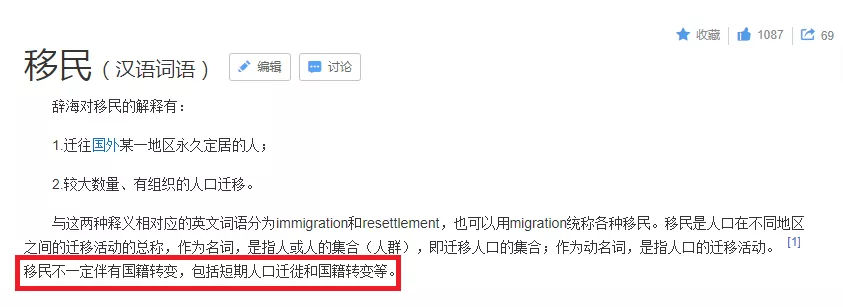 收藏 1087 69
移民（汉语词语） 编辑 讨论
辞海对移民的解释有：
1.迁往国外某一地区永久定居的人；
2.较大数量、有组织的人口迁移。
与这两种释义相对应的英文词语分为immigration和resettlement，也可以用migration统称各种移民。移民是人口在不同地区
之间的迁移活动的总称，作为名词，是指人或人的集合（人群），即迁移人口的集合；作为动名词，是指人口的迁移活动。 [1]
移民不一定伴有国籍转变，包括短期人口迁徙和国籍转变等。